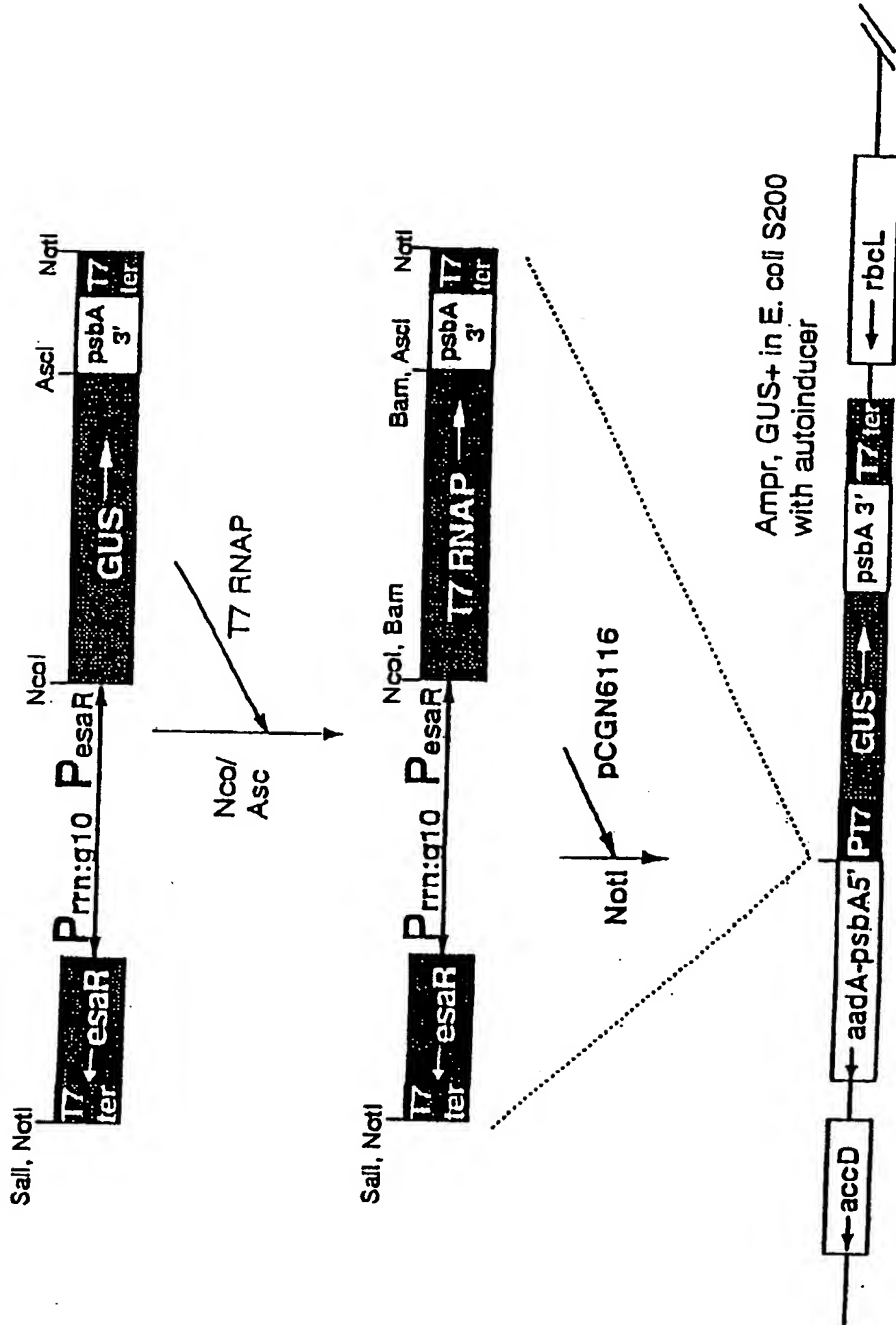 SalI, NotI
NcoI
AscI
NotI
T7 ter
← esaR
Prrn:g10
PesaR
GUS →
psbA 3'
T7 ter
Nco/
Asc
T7 RNAP
SalI, NotI
NcoI, Bam
Bam, AscI
NotI
T7 ter
← esaR
Prrn:g10
PesaR
T7 RNAP →
psbA 3'
T7 ter
NotI
pCGN6116
Ampr, GUS+ in E. coli S200
with autoinducer
← accD
← aadA-psbA5'
PT7
GUS →
psbA 3'
T7 ter
← rbcL